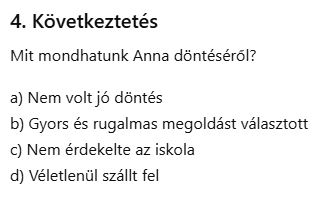 4. Következtetés
Mit mondhatunk Anna döntéséről?
a) Nem volt jó döntés
b) Gyors és rugalmas megoldást választott
c) Nem érdekelte az iskola
d) Véletlenül szállt fel